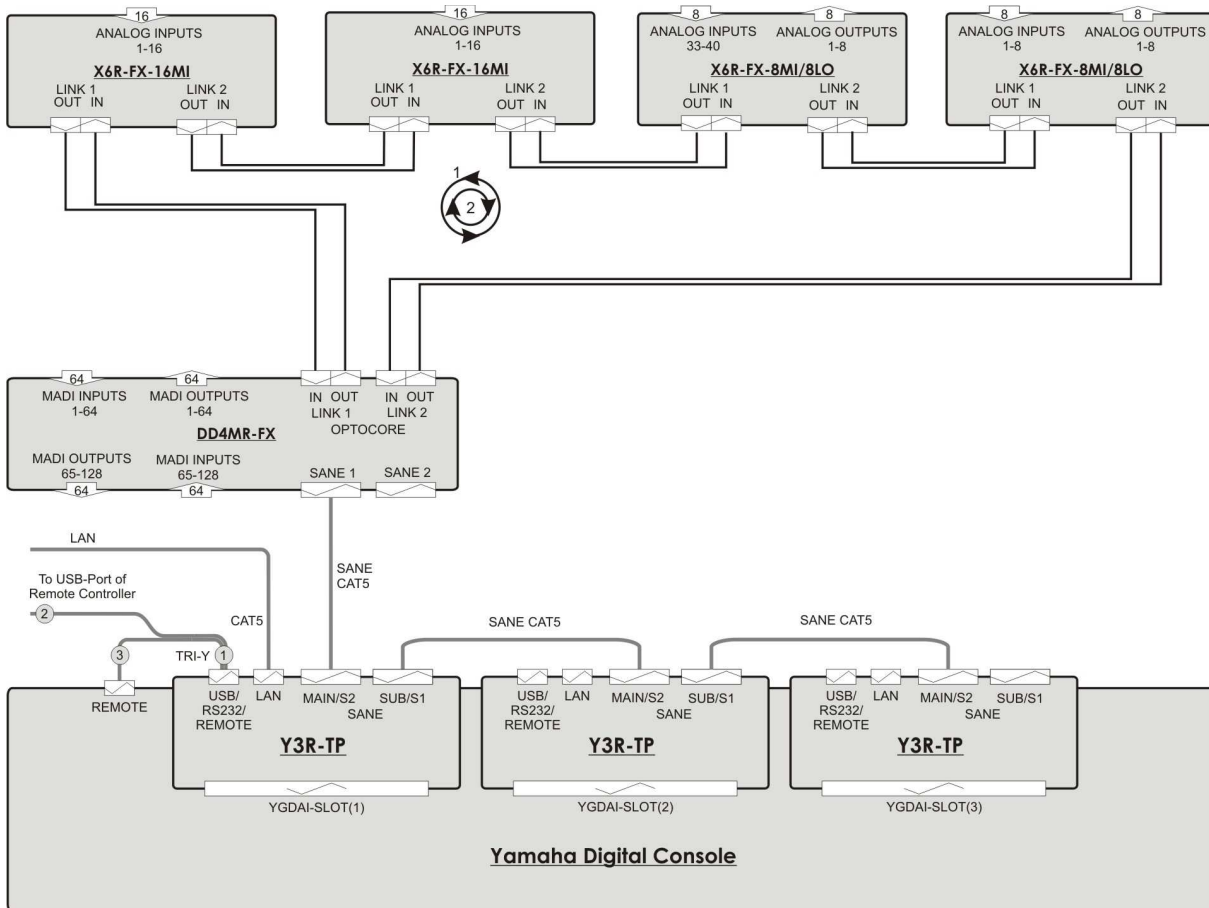 16
ANALOG INPUTS
1-16
X6R-FX-16MI
LINK 1
OUT IN
LINK 2
OUT IN
16
ANALOG INPUTS
1-16
X6R-FX-16MI
LINK 1
OUT IN
LINK 2
OUT IN
8
8
ANALOG INPUTS
33-40
ANALOG OUTPUTS
1-8
X6R-FX-8MI/8LO
LINK 1
OUT IN
LINK 2
OUT IN
8
8
ANALOG INPUTS
1-8
ANALOG OUTPUTS
1-8
X6R-FX-8MI/8LO
LINK 1
OUT IN
LINK 2
OUT IN
1
2
64
64
MADI INPUTS
1-64
MADI OUTPUTS
1-64
IN OUT
LINK 1
IN OUT
LINK 2
OPTOCORE
DD4MR-FX
MADI OUTPUTS
65-128
MADI INPUTS
65-128
64
64
SANE 1
SANE 2
LAN
SANE
CAT5
To USB-Port of
Remote Controller
2
CAT5
3
TRI-Y
1
SANE CAT5
SANE CAT5
REMOTE
USB/
RS232/
REMOTE
LAN
MAIN/S2
SUB/S1
SANE
Y3R-TP
YGDAI-SLOT(1)
USB/
RS232/
REMOTE
LAN
MAIN/S2
SUB/S1
SANE
Y3R-TP
YGDAI-SLOT(2)
USB/
RS232/
REMOTE
LAN
MAIN/S2
SUB/S1
SANE
Y3R-TP
YGDAI-SLOT(3)
Yamaha Digital Console